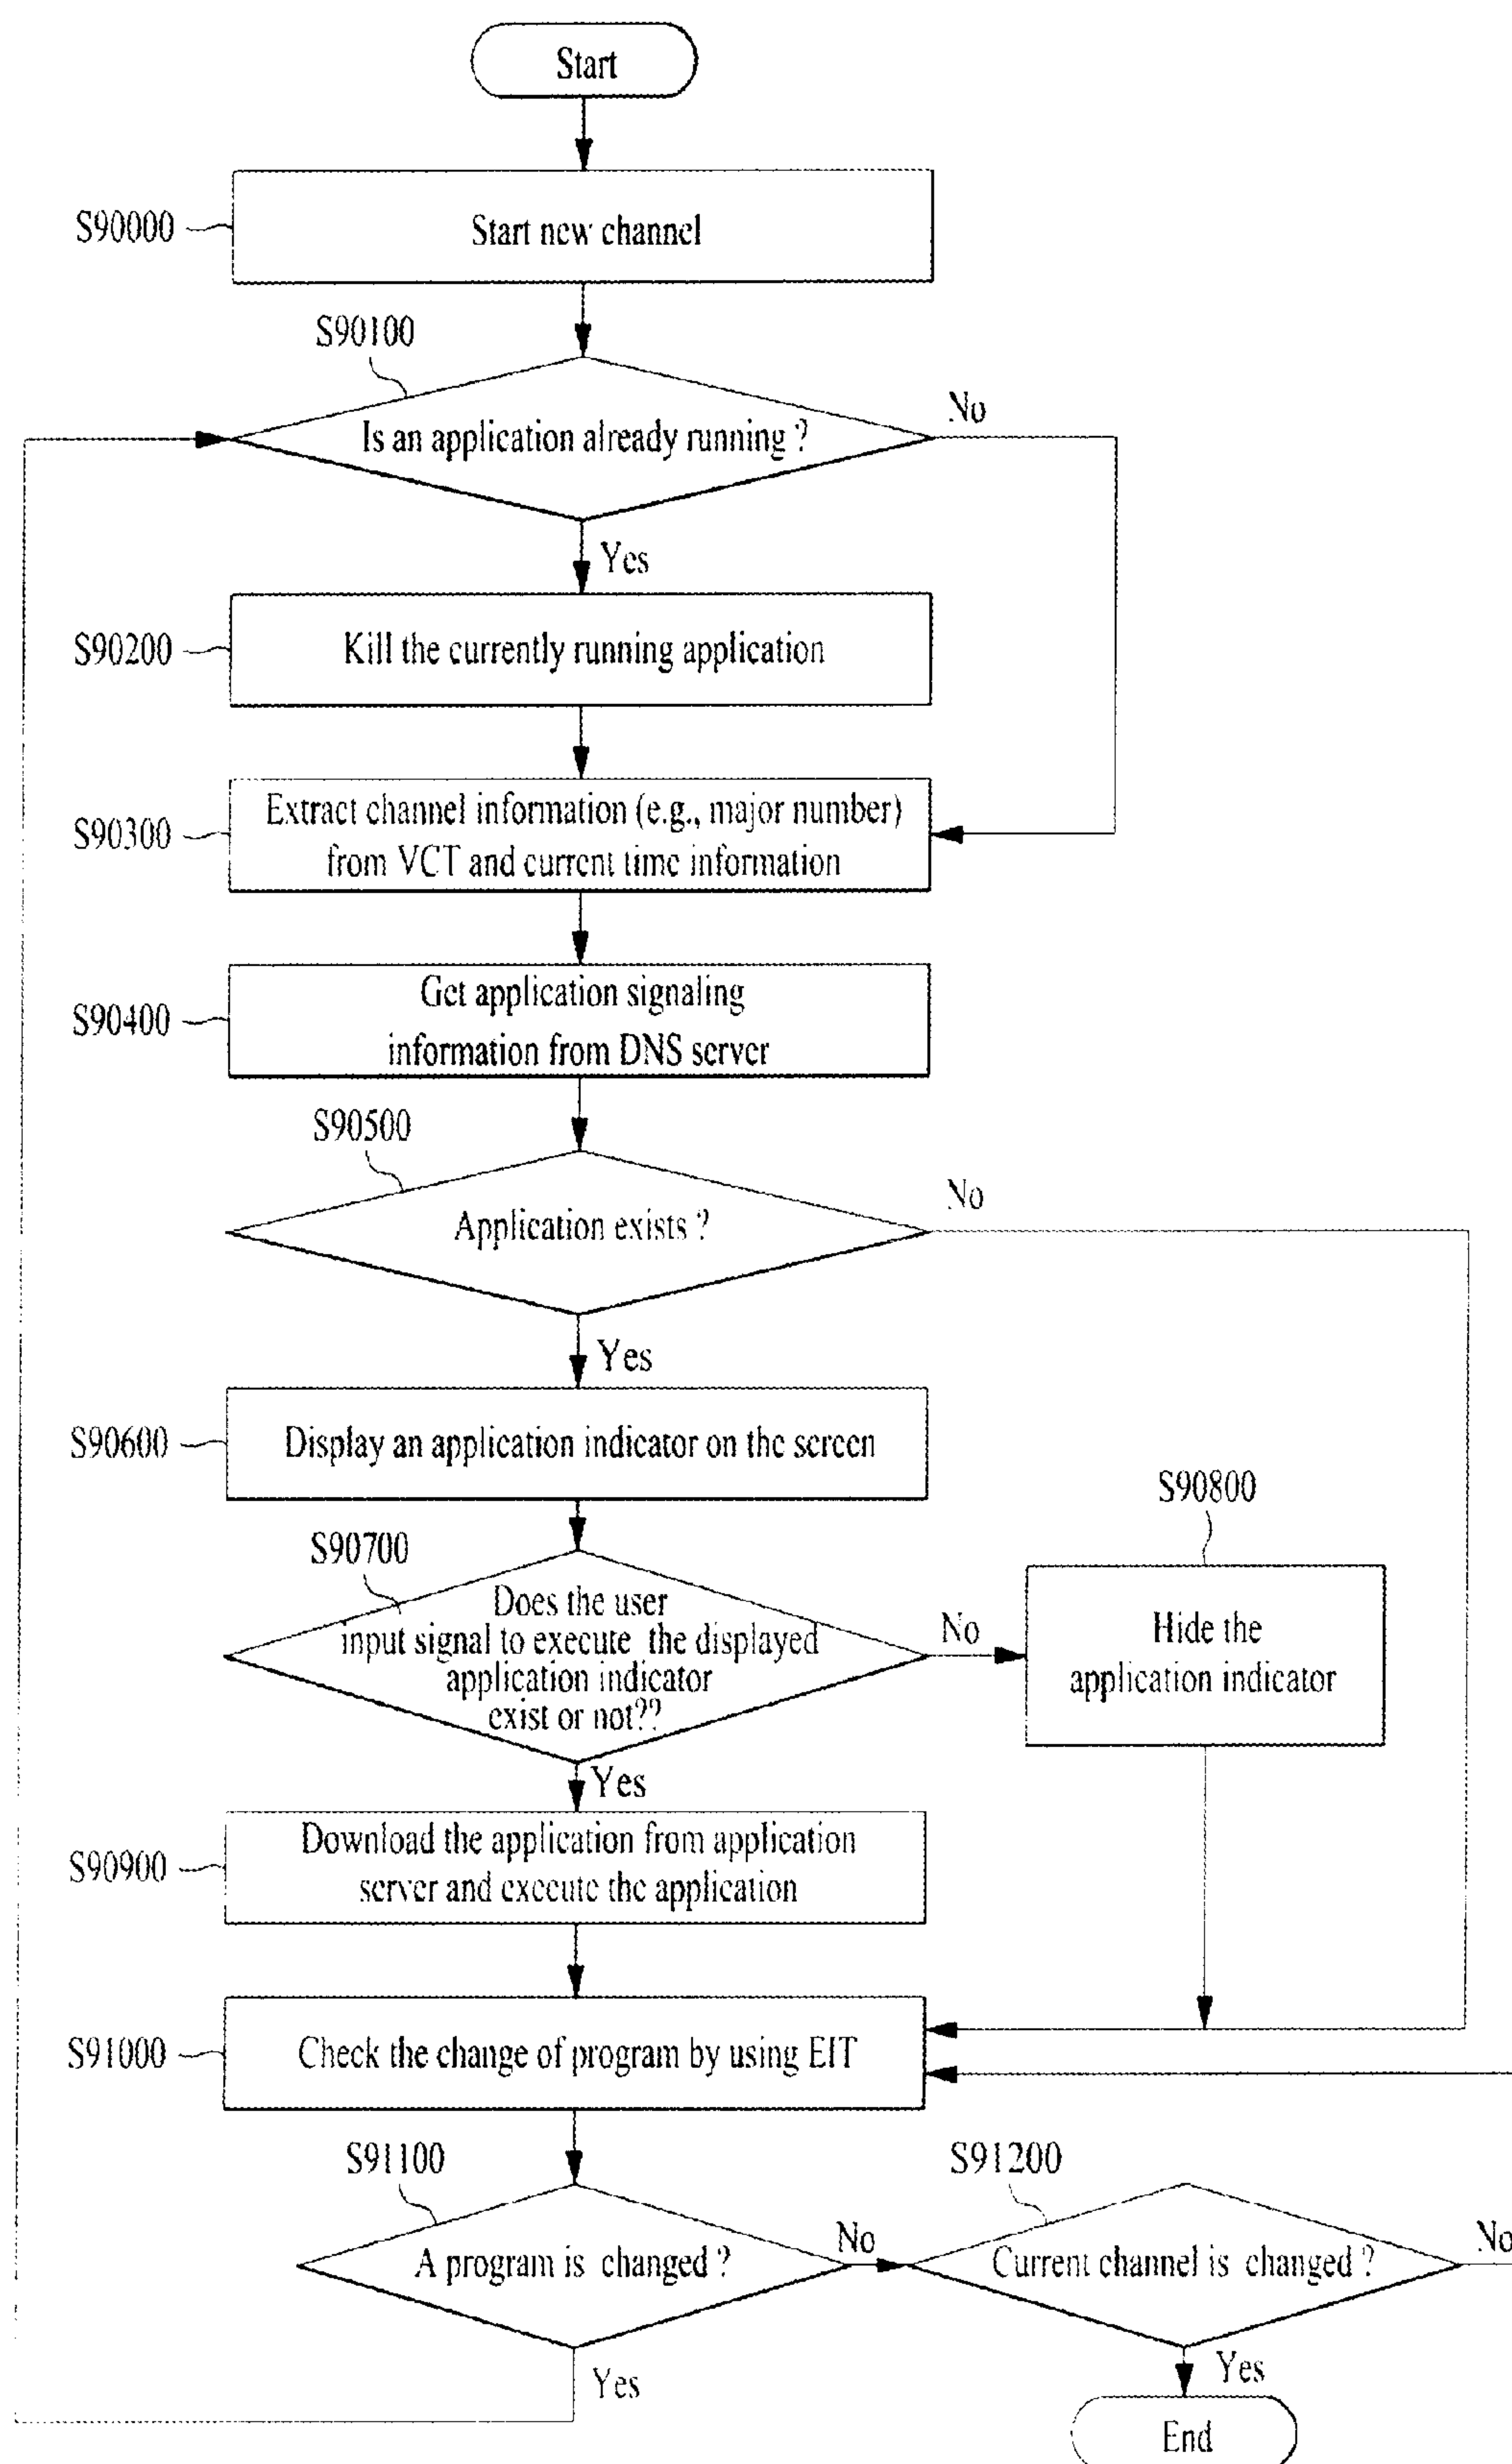 Start
S90000
Start new channel
S90100
Is an application already running ?
No
Yes
S90200
Kill the currently running application
S90300
Extract channel information (e.g., major number)
from VCT and current time information
S90400
Get application signaling
information from DNS server
S90500
Application exists ?
No
Yes
S90600
Display an application indicator on the screen
S90700
Does the user
input signal to execute the displayed
application indicator
exist or not??
No
S90800
Hide the
application indicator
Yes
S90900
Download the application from application
server and execute the application
S91000
Check the change of program by using EIT
S91100
A program is changed ?
No
S91200
Current channel is changed ?
No
Yes
Yes
End